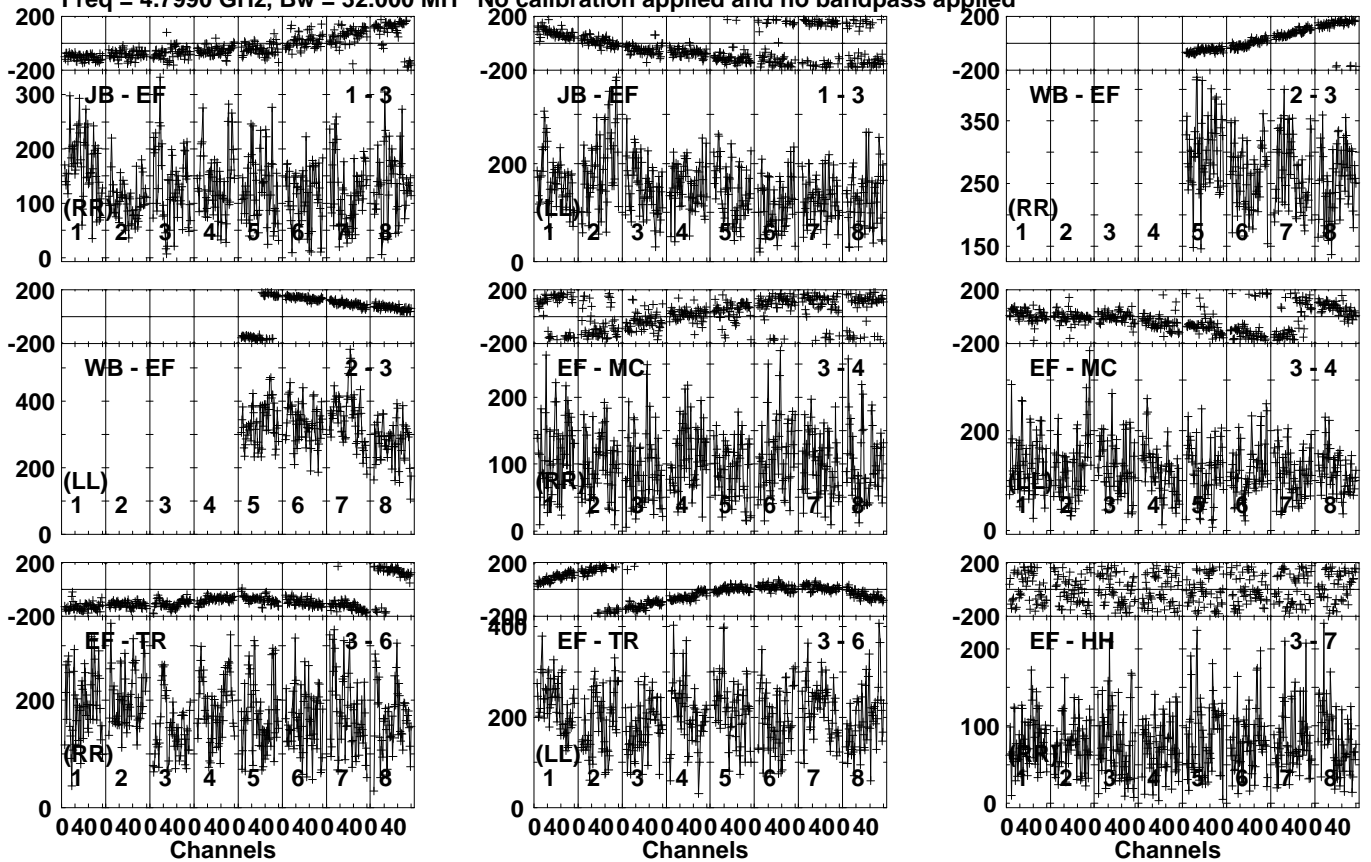 Freq = 4.7990 GHz, Bw = 32.000 MH No calibration applied and no bandpass applied
200 200 200
-200 -200 -200
JB - EF 1 - 3 JB - EF 1 - 3 WB - EF 2 - 3
300
350
200 200
250
100
(RR) (LL) (RR)
1 2 3 4 5 6 7 8 1 2 3 4 5 6 7 8 1 2 3 4 5 6 7 8
150
0 0
200 200 200
-200 -200 -200
WB - EF 2 - 3 EF - MC 3 - 4 EF - MC 3 - 4
400 200 200
200 100
(LL) (RR) (LL)
1 2 3 4 5 6 7 8 1 2 3 4 5 6 7 8 1 2 3 4 5 6 7 8
0 0 0
200 200 200
-200 -200 -200
400
EF - TR 3 - 6 EF - TR 3 - 6 EF - HH 3 - 7
200
200 200 100
(RR) (LL) (RR)
1 2 3 4 5 6 7 8 1 2 3 4 5 6 7 8 1 2 3 4 5 6 7 8
0 0 0
0 40 0 40 0 40 0 40 0 40 0 40 0 40 0 40 0 40 0 40 0 40 0 40 0 40 0 40 0 40 0 40 0 40 0 40 0 40 0 40 0 40 0 40 0 40 0 40
Channels Channels Channels